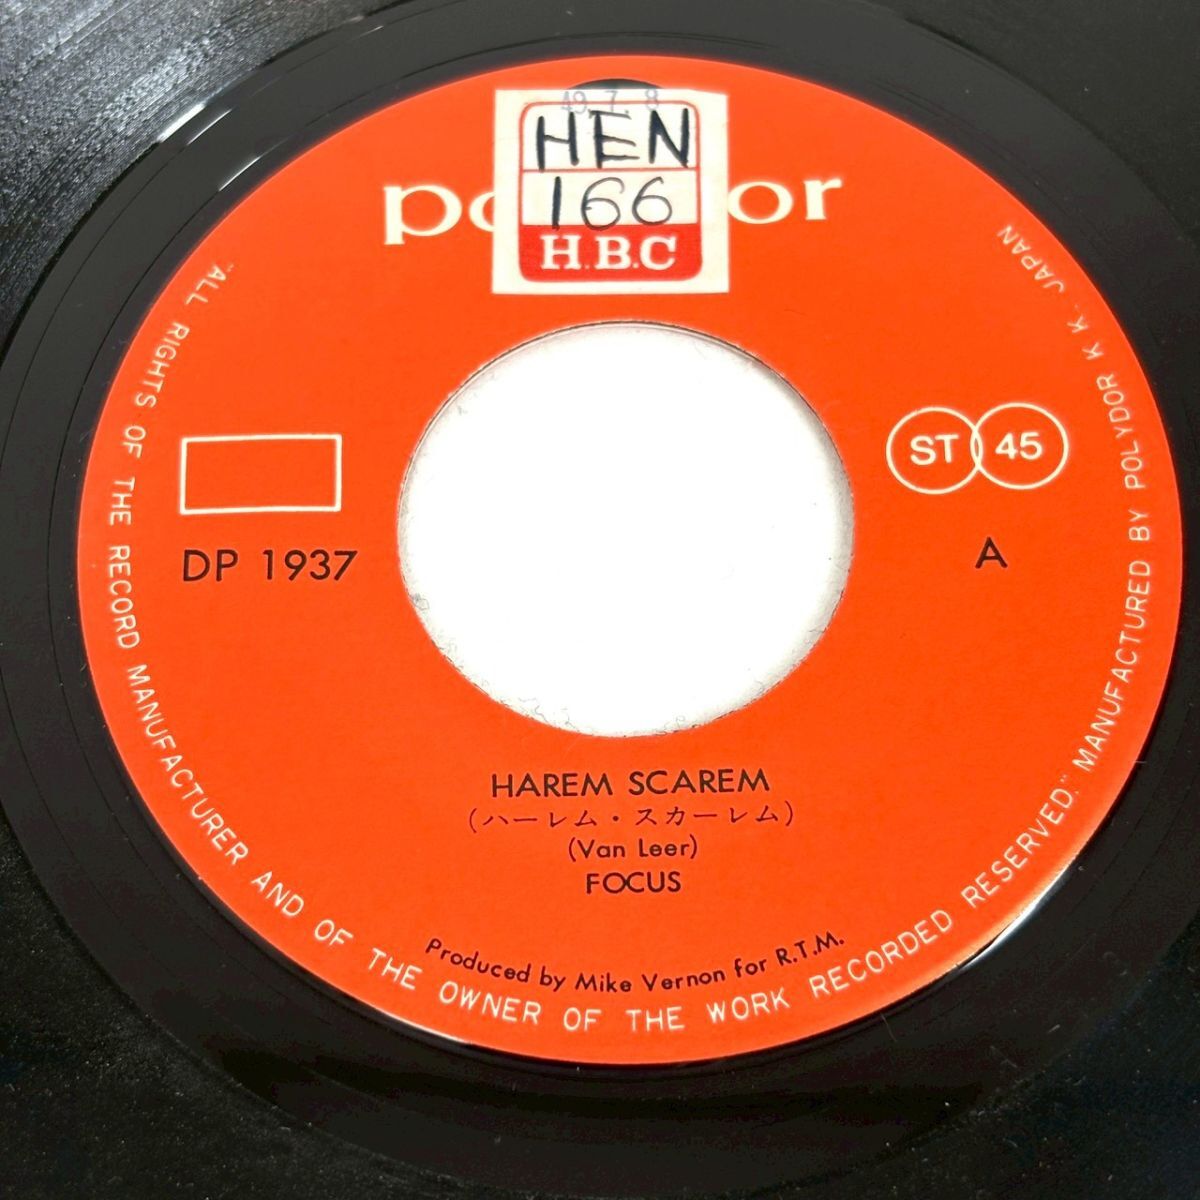 49.7.8
HEN
166
H.B.C
po or
ST 45
DP 1937
A
HAREM SCAREM
(ハーレム・スカーレム)
(Van Leer)
FOCUS
Produced by Mike Vernon for R.T.M.
"ALL RIGHTS OF THE RECORD MANUFACTURER AND OF THE OWNER OF THE WORK RECORDED RESERVED." MANUFACTURED BY POLYDOR K.K. JAPAN